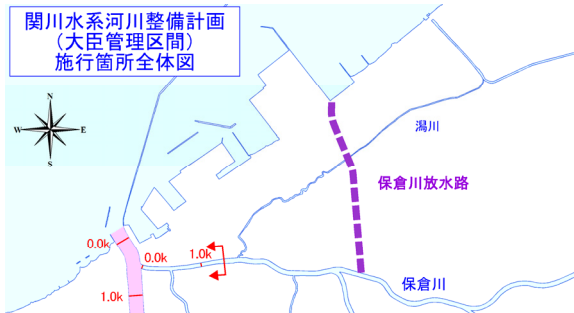 関川水系河川整備計画
（大臣管理区間）
施行箇所全体図
N
W
E
S
潟川
保倉川放水路
0.0k
0.0k
1.0k
保倉川
1.0k